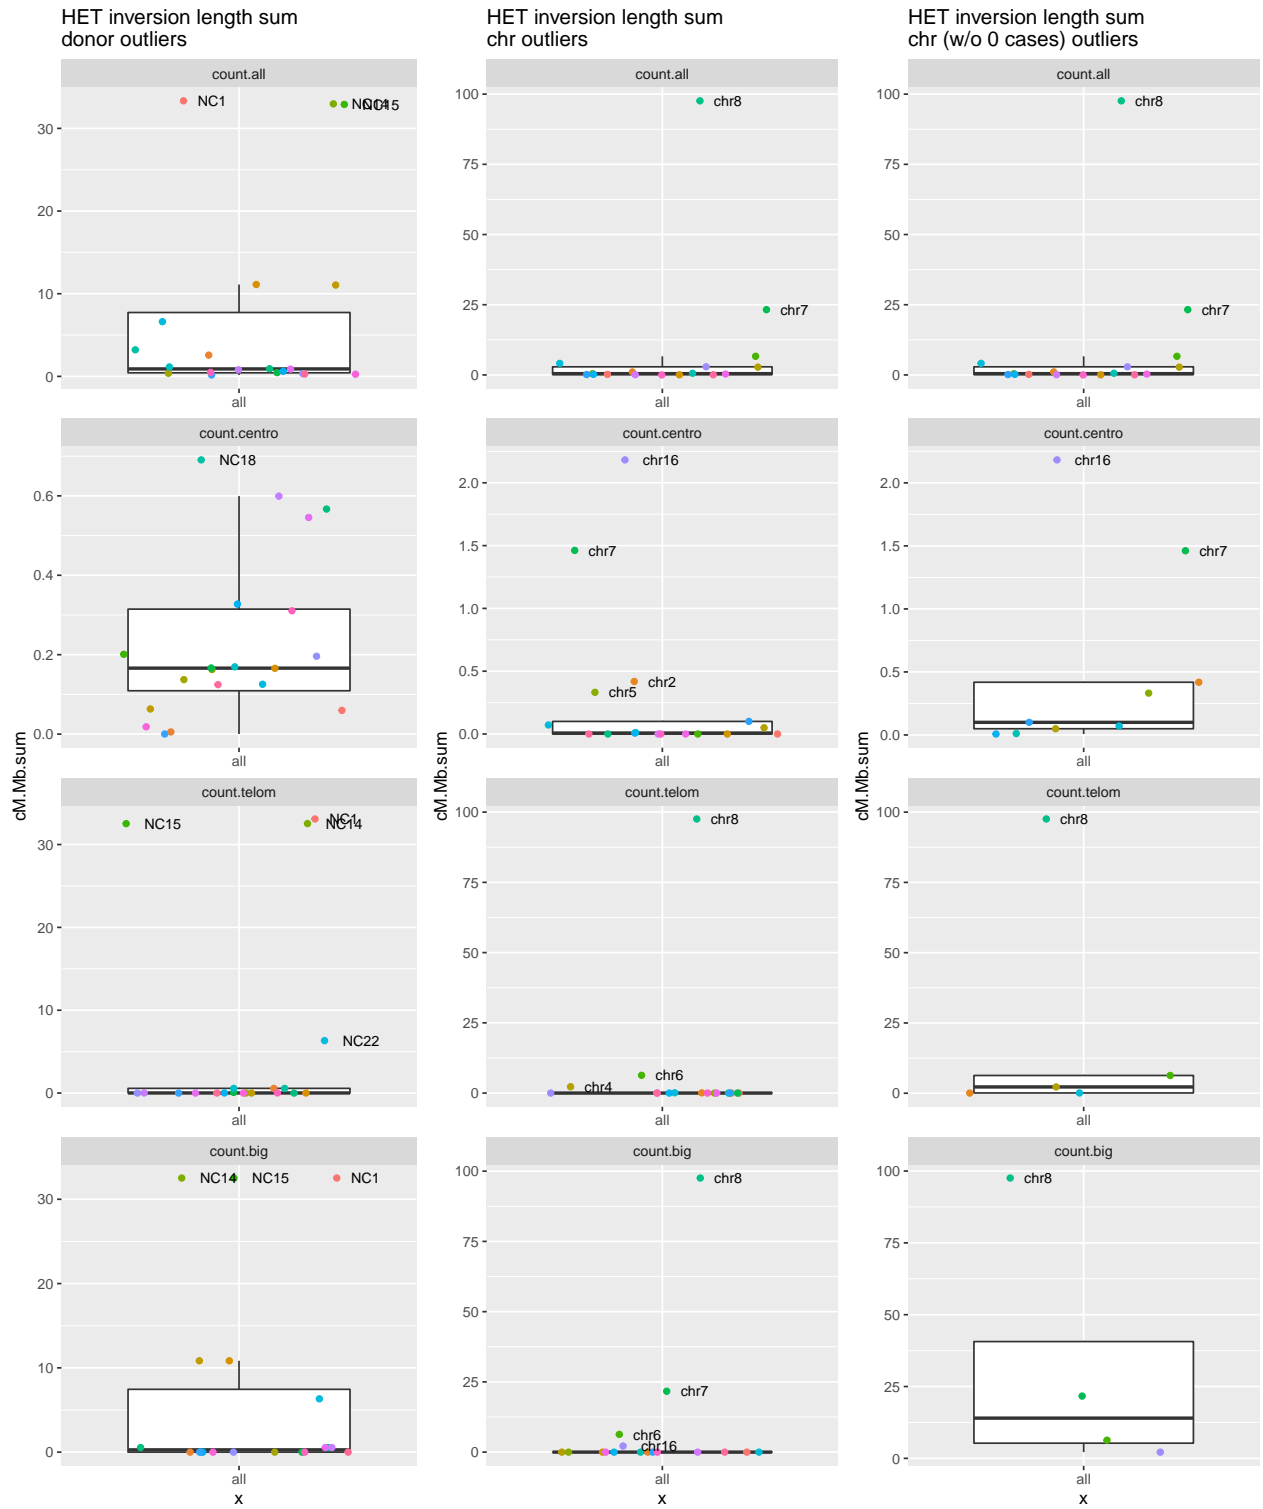 HET inversion length sum
donor outliers
count.all
30
20
10
0
NC1
NC14
NC15
all
count.centro
0.6
0.4
0.2
0.0
NC18
all
count.telom
30
20
10
0
NC15
NC1
NC14
NC22
all
count.big
30
20
10
0
NC14
NC15
NC1
all
x
cM.Mb.sum
HET inversion length sum
chr outliers
count.all
100
75
50
25
0
chr8
chr7
all
count.centro
2.0
1.5
1.0
0.5
0.0
chr16
chr7
chr2
chr5
all
count.telom
100
75
50
25
0
chr8
chr6
chr4
all
count.big
100
75
50
25
0
chr8
chr7
chr6
chr16
all
x
cM.Mb.sum
HET inversion length sum
chr (w/o 0 cases) outliers
count.all
100
75
50
25
0
chr8
chr7
all
count.centro
2.0
1.5
1.0
0.5
0.0
chr16
chr7
all
count.telom
100
75
50
25
0
chr8
all
count.big
100
75
50
25
0
chr8
all
x
cM.Mb.sum